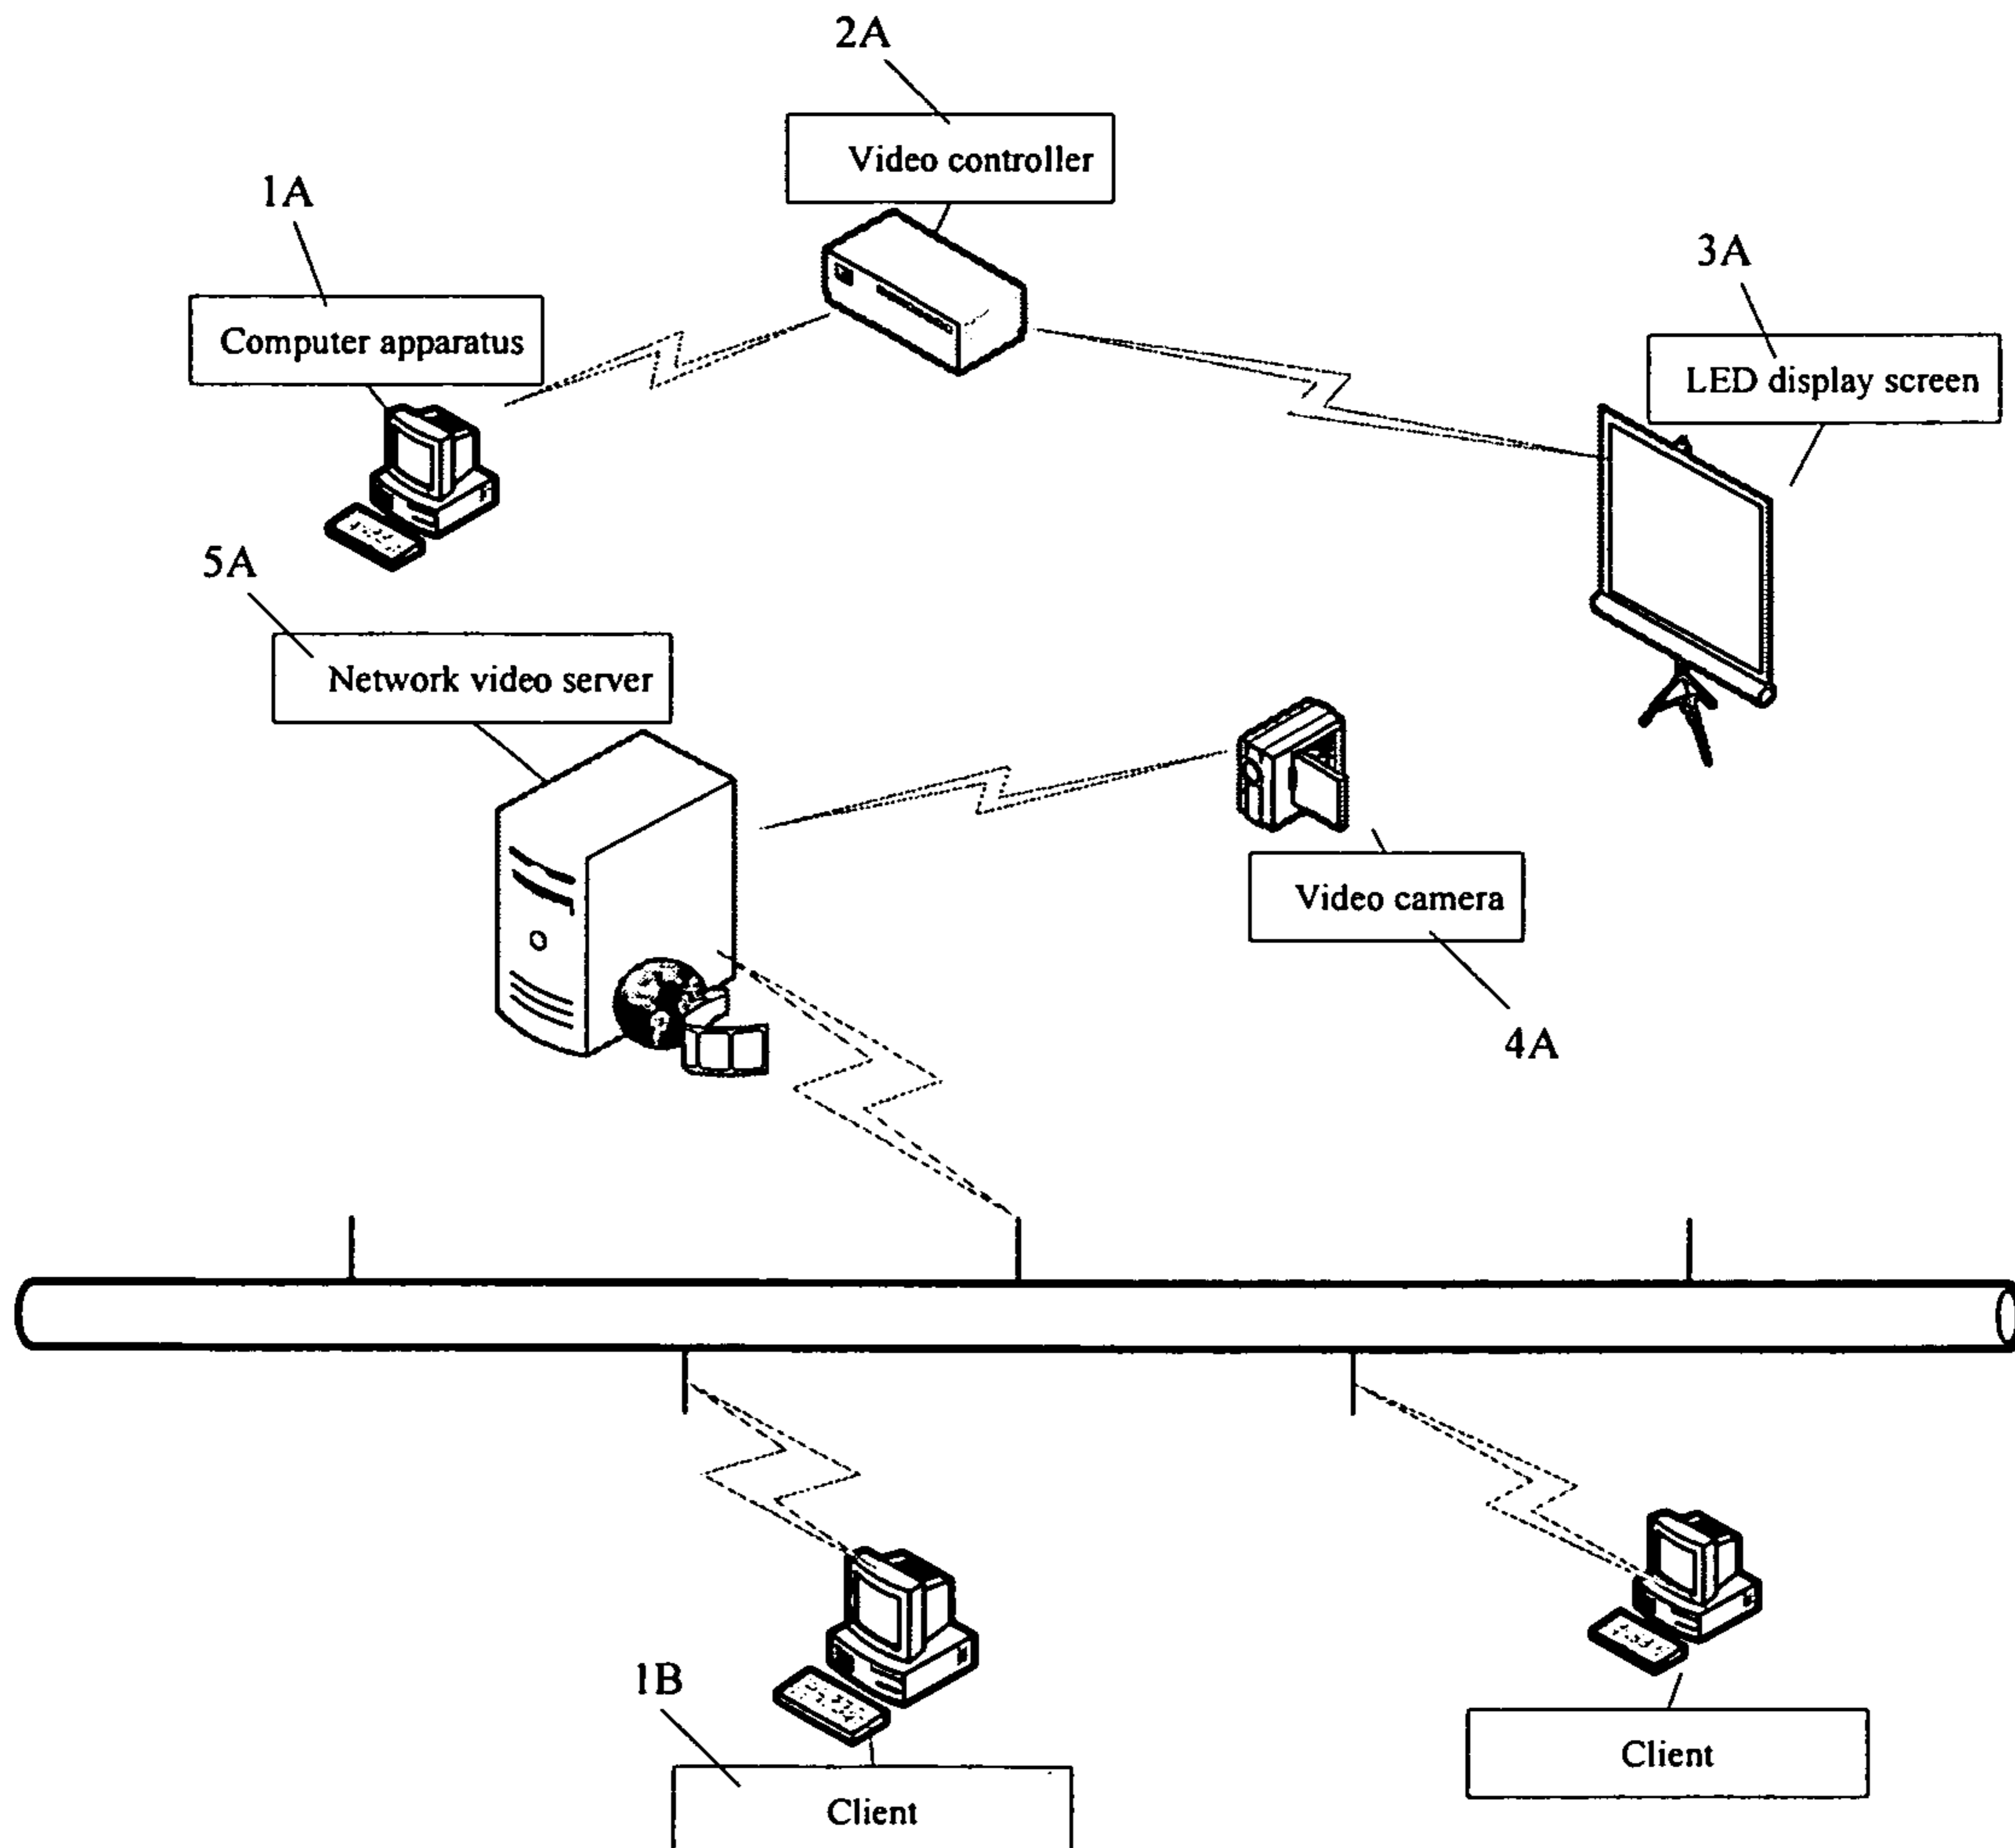 2A
Video controller
1A
3A
Computer apparatus
LED display screen
5A
Network video server
Video camera
4A
1B
Client
Client